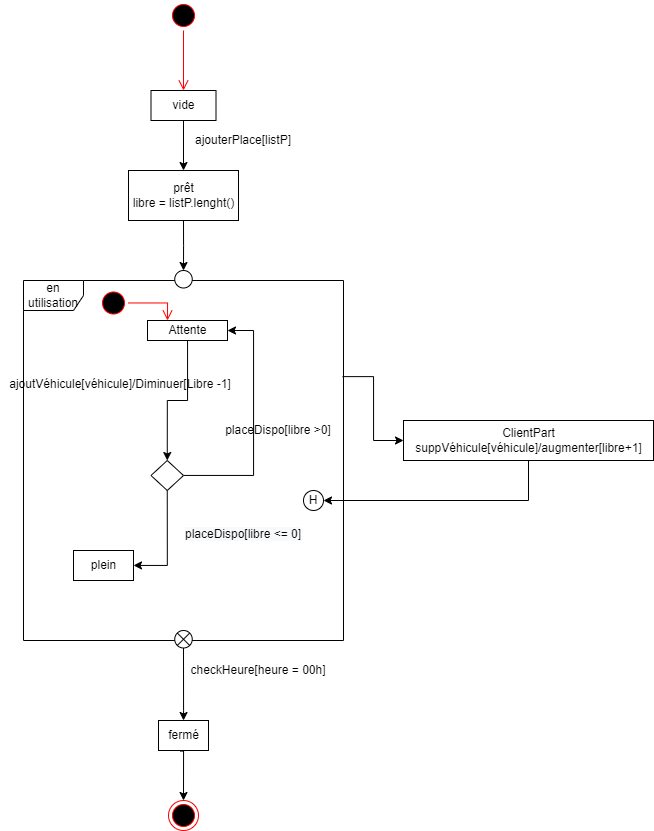 vide
ajouterPlace[listP]
prêt
libre = listP.lenght()
en
utilisation
Attente
ajoutVéhicule[véhicule]/Diminuer[Libre -1]
placeDispo[libre >0]
ClientPart
suppVéhicule[véhicule]/augmenter[libre+1]
H
placeDispo[libre <= 0]
plein
checkHeure[heure = 00h]
fermé